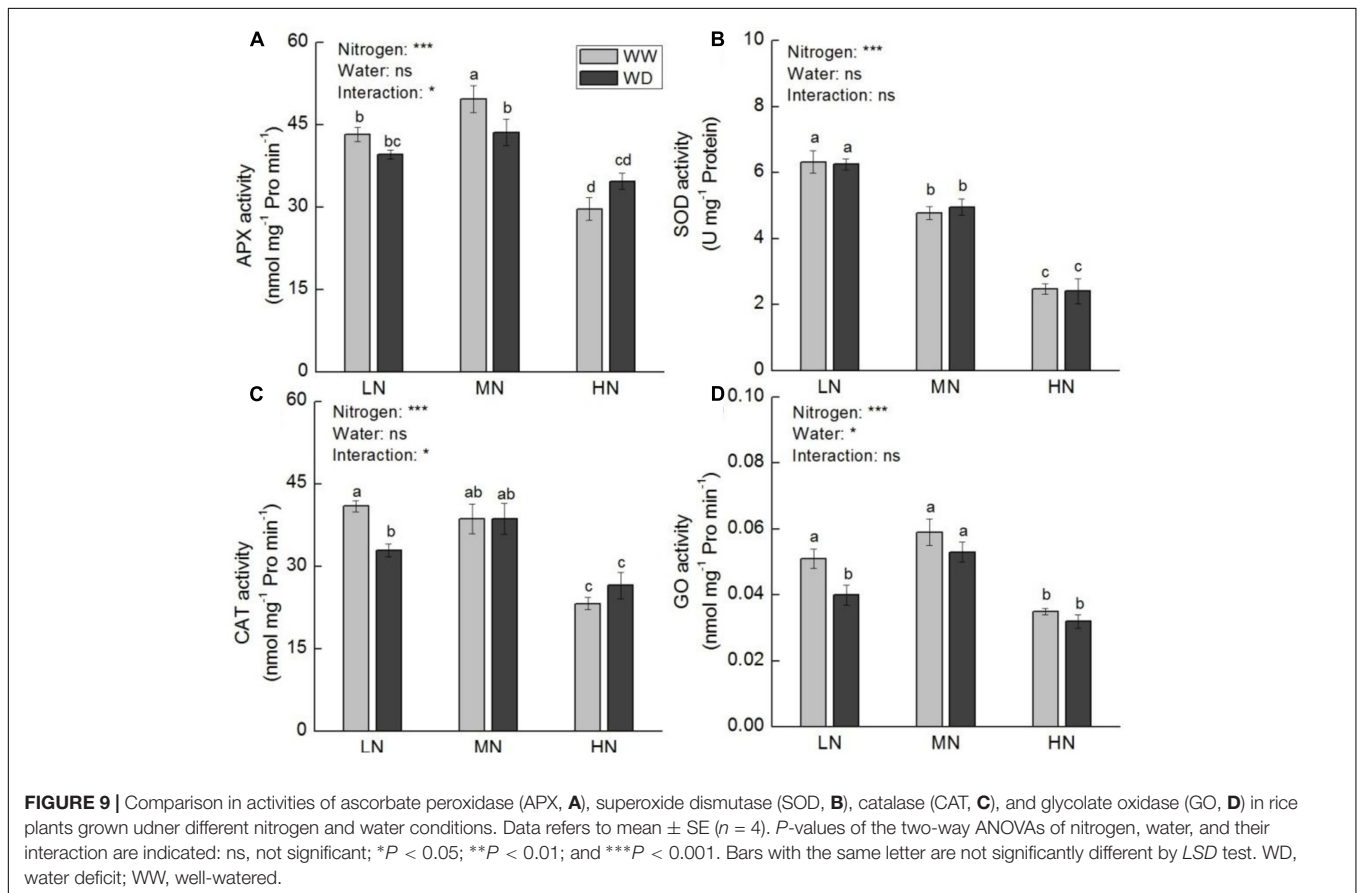 A
60
45
30
15
0
APX activity
(nmol mg⁻¹ Pro min⁻¹)
Nitrogen: ***
Water: ns
Interaction: *
WW
WD
b
bc
a
b
d
cd
LN
MN
HN
B
10
8
6
4
2
0
SOD activity
(U mg⁻¹ Protein)
Nitrogen: ***
Water: ns
Interaction: ns
a
a
b
b
c
c
LN
MN
HN
C
60
45
30
15
0
CAT activity
(nmol mg⁻¹ Pro min⁻¹)
Nitrogen: ***
Water: ns
Interaction: *
a
b
ab
ab
c
c
LN
MN
HN
D
0.10
0.08
0.06
0.04
0.02
0.00
GO activity
(nmol mg⁻¹ Pro min⁻¹)
Nitrogen: ***
Water: *
Interaction: ns
a
b
a
a
b
b
LN
MN
HN
FIGURE 9 | Comparison in activities of ascorbate peroxidase (APX, A), superoxide dismutase (SOD, B), catalase (CAT, C), and glycolate oxidase (GO, D) in rice
plants grown udner different nitrogen and water conditions. Data refers to mean ± SE (n = 4). P-values of the two-way ANOVAs of nitrogen, water, and their
interaction are indicated: ns, not significant; *P < 0.05; **P < 0.01; and ***P < 0.001. Bars with the same letter are not significantly different by LSD test. WD,
water deficit; WW, well-watered.